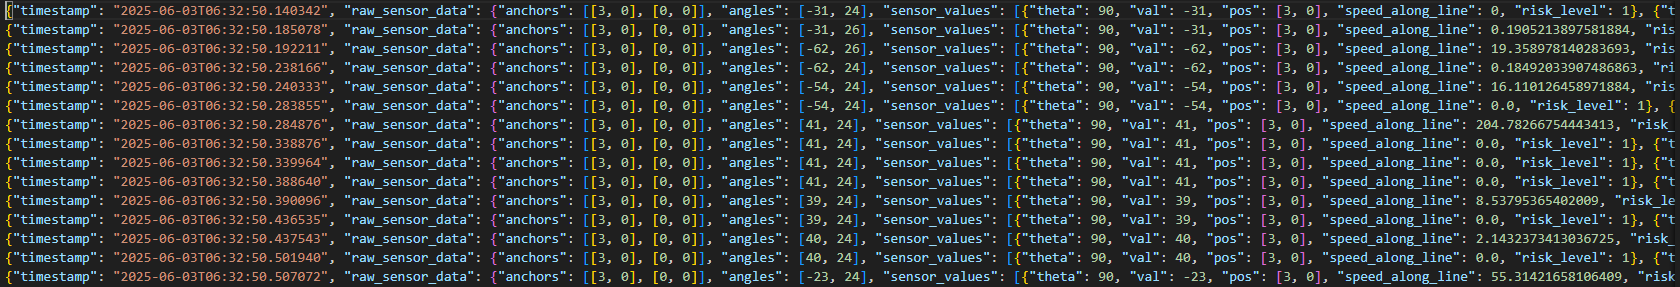 {"timestamp": "2025-06-03T06:32:50.140342", "raw_sensor_data": {"anchors": [[3, 0], [0, 0]], "angles": [-31, 24], "sensor_values": [{"theta": 90, "val": -31, "pos": [3, 0], "speed_along_line": 0, "risk_level": 1}, {"t
{"timestamp": "2025-06-03T06:32:50.185078", "raw_sensor_data": {"anchors": [[3, 0], [0, 0]], "angles": [-31, 26], "sensor_values": [{"theta": 90, "val": -31, "pos": [3, 0], "speed_along_line": 0.1905213897581884, "ris
{"timestamp": "2025-06-03T06:32:50.192211", "raw_sensor_data": {"anchors": [[3, 0], [0, 0]], "angles": [-62, 26], "sensor_values": [{"theta": 90, "val": -62, "pos": [3, 0], "speed_along_line": 19.358978140283693, "ris
{"timestamp": "2025-06-03T06:32:50.238166", "raw_sensor_data": {"anchors": [[3, 0], [0, 0]], "angles": [-62, 24], "sensor_values": [{"theta": 90, "val": -62, "pos": [3, 0], "speed_along_line": 0.18492033907486863, "ri
{"timestamp": "2025-06-03T06:32:50.240333", "raw_sensor_data": {"anchors": [[3, 0], [0, 0]], "angles": [-54, 24], "sensor_values": [{"theta": 90, "val": -54, "pos": [3, 0], "speed_along_line": 16.110126458971884, "ris
{"timestamp": "2025-06-03T06:32:50.283855", "raw_sensor_data": {"anchors": [[3, 0], [0, 0]], "angles": [-54, 24], "sensor_values": [{"theta": 90, "val": -54, "pos": [3, 0], "speed_along_line": 0.0, "risk_level": 1}, {
{"timestamp": "2025-06-03T06:32:50.284876", "raw_sensor_data": {"anchors": [[3, 0], [0, 0]], "angles": [41, 24], "sensor_values": [{"theta": 90, "val": 41, "pos": [3, 0], "speed_along_line": 204.78266754443413, "risk_
{"timestamp": "2025-06-03T06:32:50.338876", "raw_sensor_data": {"anchors": [[3, 0], [0, 0]], "angles": [41, 24], "sensor_values": [{"theta": 90, "val": 41, "pos": [3, 0], "speed_along_line": 0.0, "risk_level": 1}, {"t
{"timestamp": "2025-06-03T06:32:50.339964", "raw_sensor_data": {"anchors": [[3, 0], [0, 0]], "angles": [41, 24], "sensor_values": [{"theta": 90, "val": 41, "pos": [3, 0], "speed_along_line": 0.0, "risk_level": 1}, {"t
{"timestamp": "2025-06-03T06:32:50.388640", "raw_sensor_data": {"anchors": [[3, 0], [0, 0]], "angles": [41, 24], "sensor_values": [{"theta": 90, "val": 41, "pos": [3, 0], "speed_along_line": 0.0, "risk_level": 1}, {"t
{"timestamp": "2025-06-03T06:32:50.390096", "raw_sensor_data": {"anchors": [[3, 0], [0, 0]], "angles": [39, 24], "sensor_values": [{"theta": 90, "val": 39, "pos": [3, 0], "speed_along_line": 8.53795365402009, "risk_le
{"timestamp": "2025-06-03T06:32:50.436535", "raw_sensor_data": {"anchors": [[3, 0], [0, 0]], "angles": [39, 24], "sensor_values": [{"theta": 90, "val": 39, "pos": [3, 0], "speed_along_line": 0.0, "risk_level": 1}, {"t
{"timestamp": "2025-06-03T06:32:50.437543", "raw_sensor_data": {"anchors": [[3, 0], [0, 0]], "angles": [40, 24], "sensor_values": [{"theta": 90, "val": 40, "pos": [3, 0], "speed_along_line": 2.1432373413036725, "risk_
{"timestamp": "2025-06-03T06:32:50.501940", "raw_sensor_data": {"anchors": [[3, 0], [0, 0]], "angles": [40, 24], "sensor_values": [{"theta": 90, "val": 40, "pos": [3, 0], "speed_along_line": 0.0, "risk_level": 1}, {"t
{"timestamp": "2025-06-03T06:32:50.507072", "raw_sensor_data": {"anchors": [[3, 0], [0, 0]], "angles": [-23, 24], "sensor_values": [{"theta": 90, "val": -23, "pos": [3, 0], "speed_along_line": 55.31421658106409, "risk